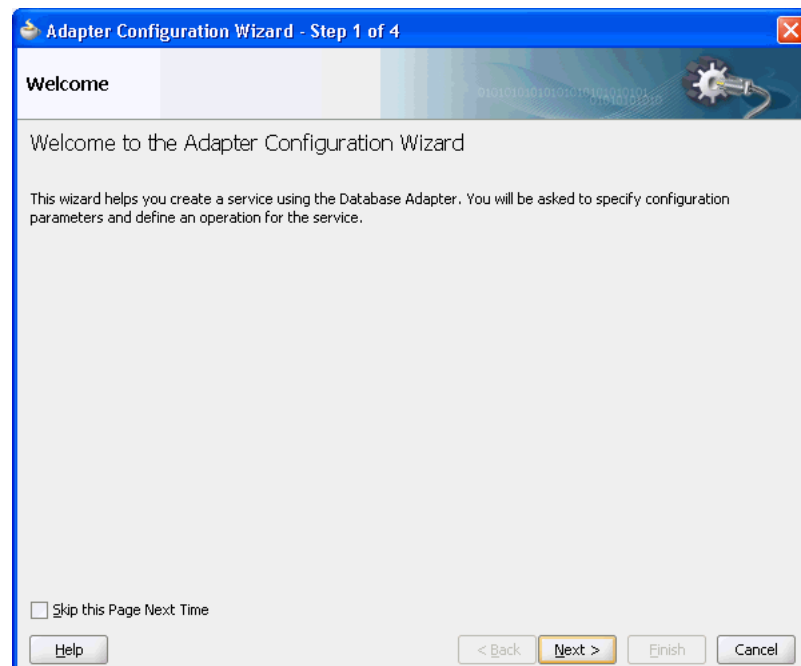 Adapter Configuration Wizard - Step 1 of 4
Welcome
Welcome to the Adapter Configuration Wizard
This wizard helps you create a service using the Database Adapter. You will be asked to specify configuration
parameters and define an operation for the service.
Skip this Page Next Time
Help
< Back
Next >
Finish
Cancel